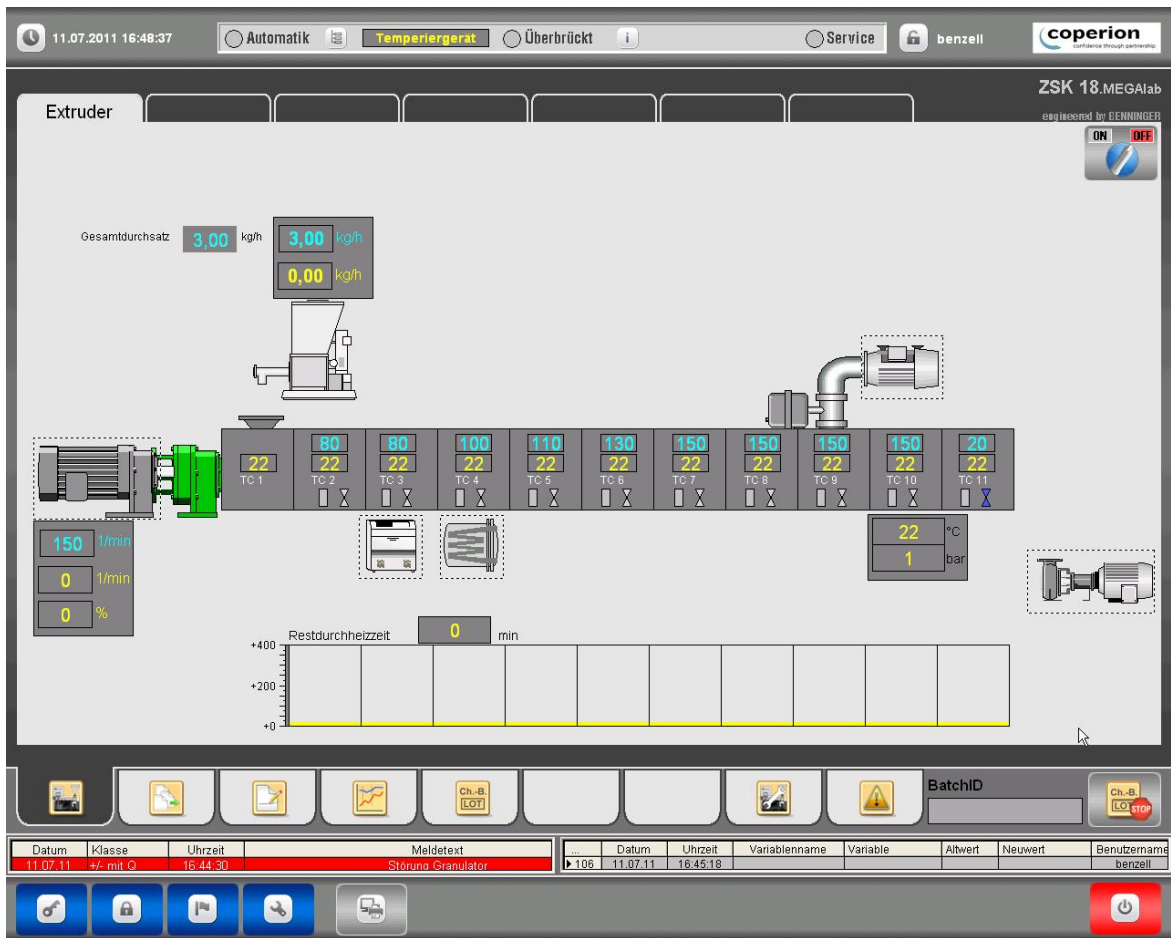 11.07.2011 16:48:37 Automatik Temperiergerät Überbrückt i Service benzell coperion
confidence through partnership
ZSK 18.MEGAlab
Extruder
engineered by BENNINGER
ON OFF
Gesamtdurchsatz 3,00 kg/h 3,00 kg/h
0,00 kg/h
80 80 100 110 130 150 150 150 150 20
22 22 22 22 22 22 22 22 22 22 22
TC 1 TC 2 TC 3 TC 4 TC 5 TC 6 TC 7 TC 8 TC 9 TC 10 TC 11
150 1/min
0 1/min
0 %
22 °C
1 bar
Restdurchheizzeit 0 min
+400
+200
+0
Ch.-B.
LOT
BatchID
Ch.-B.
LOT STOP
Datum Klasse Uhrzeit Meldetext
11.07.11 +/- mit Q 16:44:30 Störung Granulator
... Datum Uhrzeit Variablenname Variable Altwert Neuwert Benutzername
106 11.07.11 16:45:18 benzell